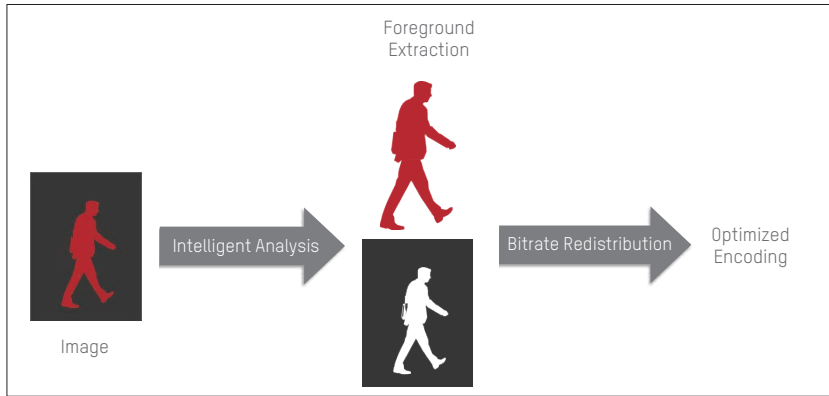 Foreground
Extraction
Intelligent Analysis
Bitrate Redistribution
Optimized
Encoding
Image